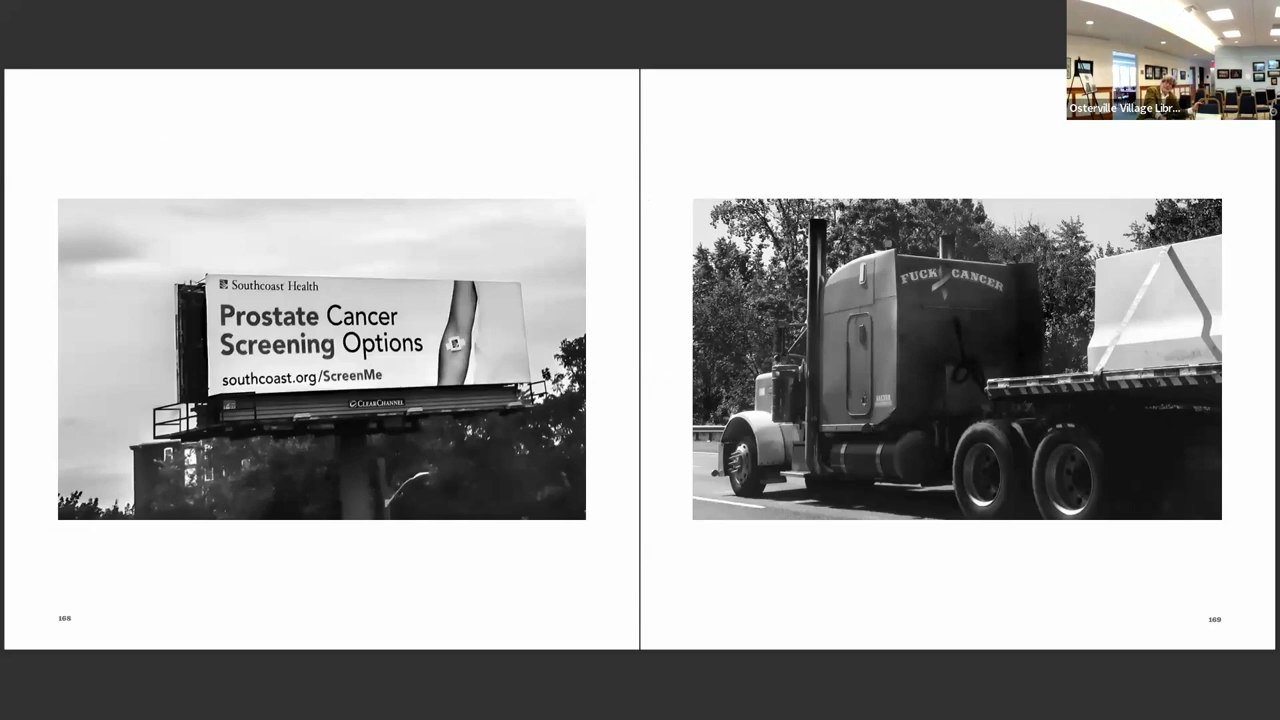 Osterville Village Libr...
Southcoast Health
Prostate Cancer
Screening Options
southcoast.org/ScreenMe
CLEARCHANNEL
FUCK CANCER
168
169